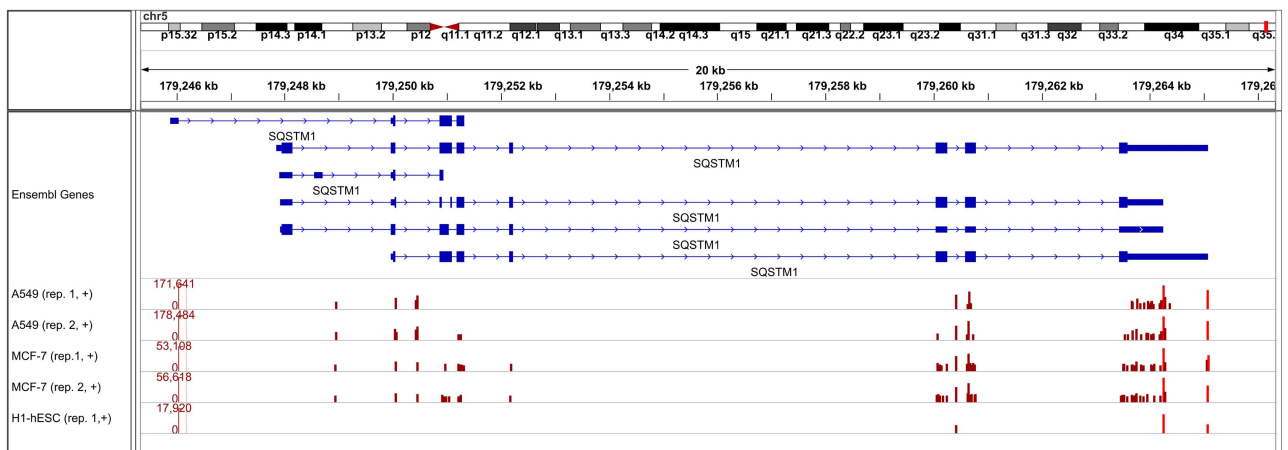 chr5
p15.32 p15.2 p14.3 p14.1 p13.2 p12 q11.1 q11.2 q12.1 q13.1 q13.3 q14.2 q14.3 q15 q21.1 q21.3 q22.2 q23.1 q23.2 q31.1 q31.3 q32 q33.2 q34 q35.1 q35.
20 kb
179,246 kb 179,248 kb 179,250 kb 179,252 kb 179,254 kb 179,256 kb 179,258 kb 179,260 kb 179,262 kb 179,264 kb 179,26
SQSTM1
SQSTM1
SQSTM1
Ensembl Genes
SQSTM1
SQSTM1
SQSTM1
171,641
A549 (rep. 1, +)
0
178,484
A549 (rep. 2, +)
0
53,108
MCF-7 (rep.1, +)
0
56,618
MCF-7 (rep. 2, +)
0
17,920
H1-hESC (rep. 1,+)
0